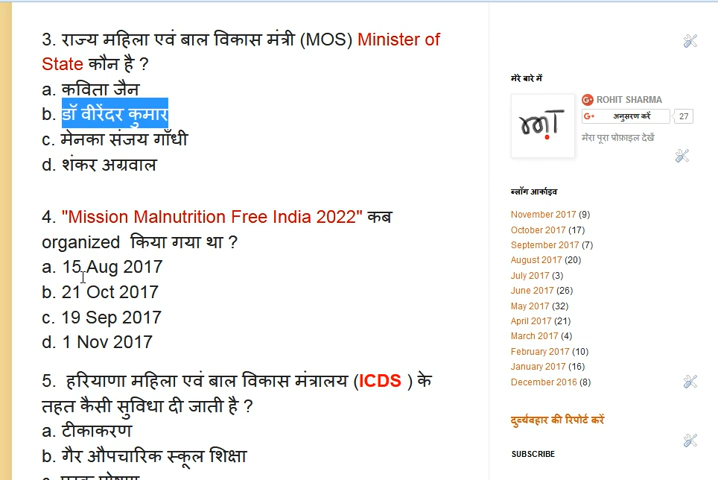 3. राज्य महिला एवं बाल विकास मंत्री (MOS) Minister of
State कौन है ?
a. कविता जैन
b. डॉ वीरेंदर कुमार
c. मेनका संजय गाँधी
d. शंकर अग्रवाल
4. "Mission Malnutrition Free India 2022" कब
organized किया गया था ?
a. 15 Aug 2017
b. 21 Oct 2017
c. 19 Sep 2017
d. 1 Nov 2017
5. हरियाणा महिला एवं बाल विकास मंत्रालय (ICDS ) के
तहत कैसी सुविधा दी जाती है ?
a. टीकाकरण
b. गैर औपचारिक स्कूल शिक्षा
मेरे बारे में
ROHIT SHARMA
G+ अनुसरण करें 27
मेरा पूरा प्रोफ़ाइल देखें
ब्लॉग आर्काइव
November 2017 (9)
October 2017 (17)
September 2017 (7)
August 2017 (20)
July 2017 (3)
June 2017 (26)
May 2017 (32)
April 2017 (21)
March 2017 (4)
February 2017 (10)
January 2017 (16)
December 2016 (8)
दुर्व्यवहार की रिपोर्ट करें
SUBSCRIBE